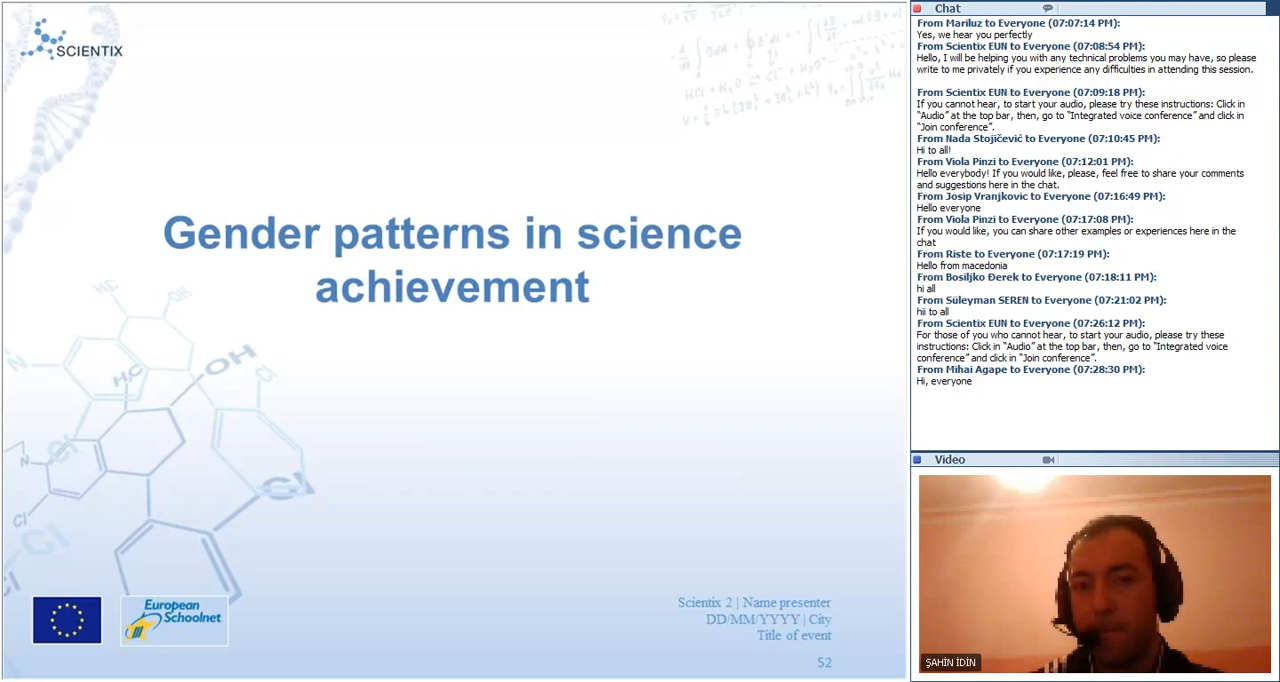 SCIENTIX
Gender patterns in science
achievement
HC
OH
H₃C
OH
N
Cl
N
Cl
Cl
Cl
European
Schoolnet
Scientix 2 | Name presenter
DD/MM/YYYY | City
Title of event
52
Chat
From Mariluz to Everyone (07:07:14 PM):
Yes, we hear you perfectly
From Scientix EUN to Everyone (07:08:54 PM):
Hello, I will be helping you with any technical problems you may have, so please
write to me privately if you experience any difficulties in attending this session.
From Scientix EUN to Everyone (07:09:18 PM):
If you cannot hear, to start your audio, please try these instructions: Click in
“Audio” at the top bar, then, go to “Integrated voice conference” and click in
“Join conference”.
From Nada Stojičević to Everyone (07:10:45 PM):
Hi to all!
From Viola Pinzi to Everyone (07:12:01 PM):
Hello everybody! If you would like, please, feel free to share your comments
and suggestions here in the chat.
From Josip Vranjkovic to Everyone (07:16:49 PM):
Hello everyone
From Viola Pinzi to Everyone (07:17:08 PM):
If you would like, you can share other examples or experiences here in the
chat
From Riste to Everyone (07:17:19 PM):
Hello from macedonia
From Bosiljko Đerek to Everyone (07:18:11 PM):
hi all
From Süleyman SEREN to Everyone (07:21:02 PM):
hii to all
From Scientix EUN to Everyone (07:26:12 PM):
For those of you who cannot hear, to start your audio, please try these
instructions: Click in “Audio” at the top bar, then, go to “Integrated voice
conference” and click in “Join conference”.
From Mihai Agape to Everyone (07:28:30 PM):
Hi, everyone
Video
ŞAHİN İDİN